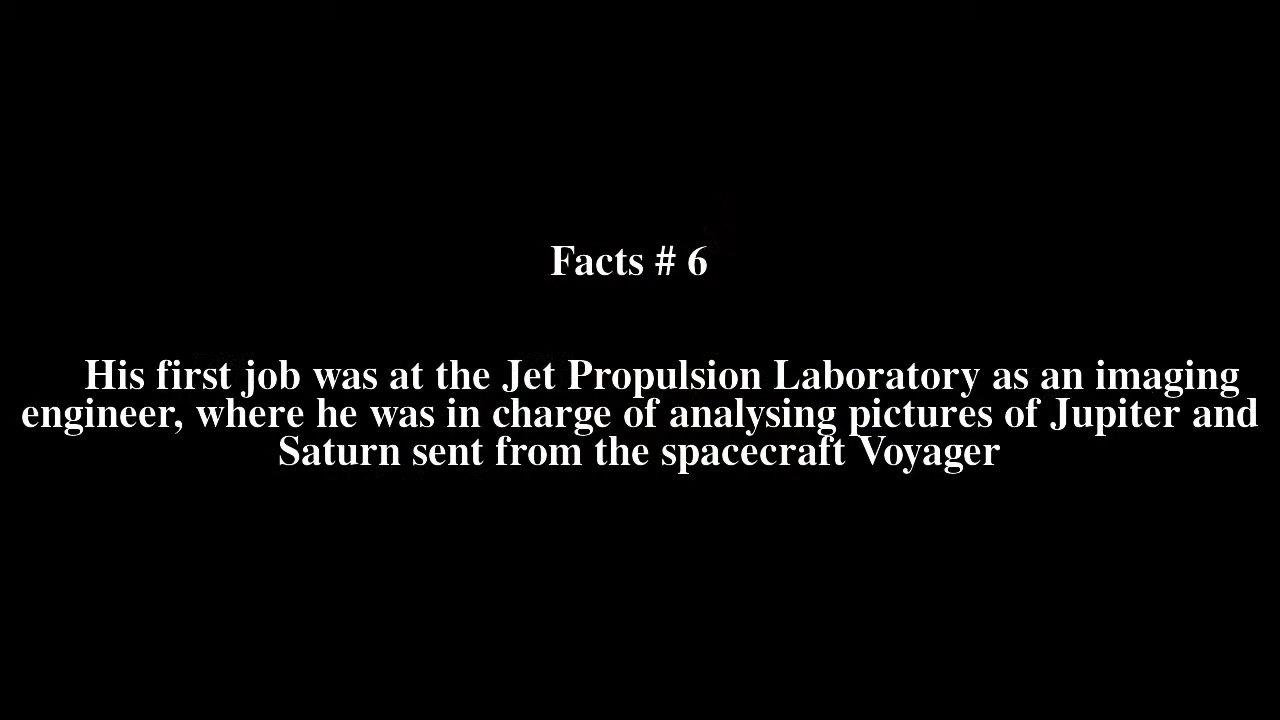 Facts # 6
His first job was at the Jet Propulsion Laboratory as an imaging
engineer, where he was in charge of analysing pictures of Jupiter and
Saturn sent from the spacecraft Voyager